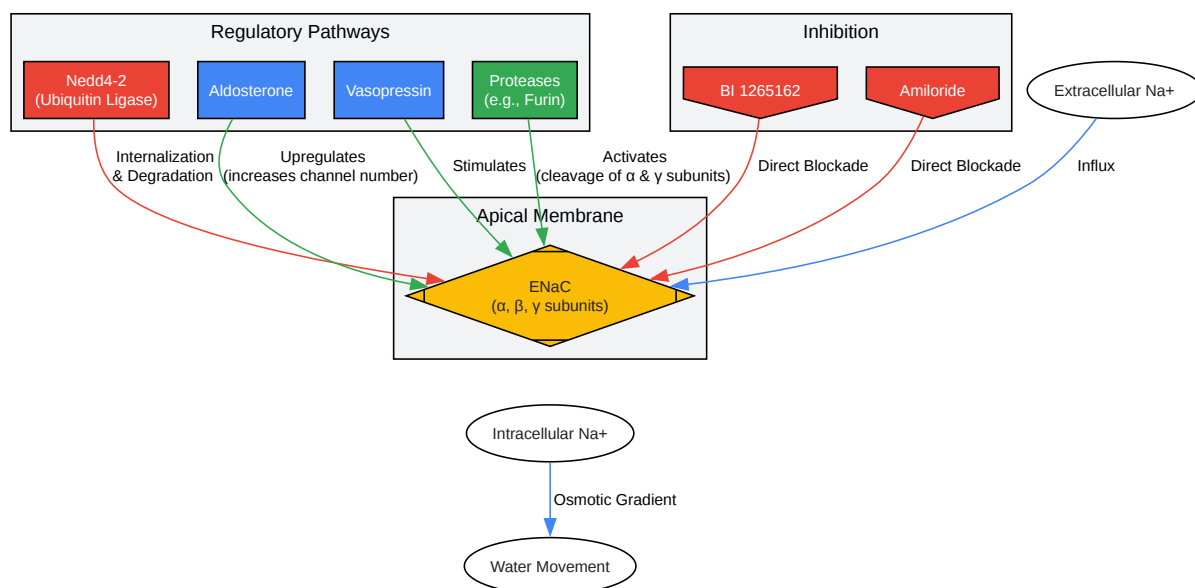 Regulatory Pathways
Inhibition
Nedd4-2
(Ubiquitin Ligase)
Aldosterone
Vasopressin
Proteases
(e.g., Furin)
BI 1265162
Amiloride
Extracellular Na+
Internalization
& Degradation
Upregulates
(increases channel number)
Stimulates
Activates
(cleavage of α & γ subunits)
Direct Blockade
Direct Blockade
Influx
Apical Membrane
ENaC
(α, β, γ subunits)
Intracellular Na+
Osmotic Gradient
Water Movement